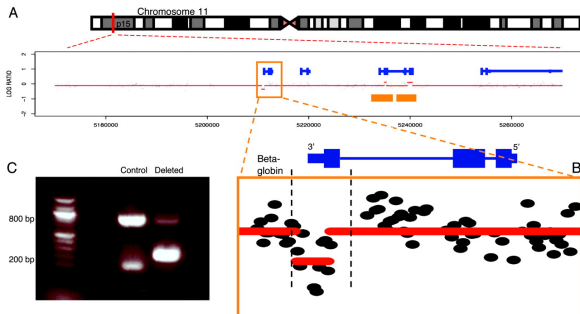 Chromosome 11
A
p15
LOG RATIO
2
1
0
-1
-2
5160000
5200000
5220000
5240000
5260000
3'
5'
Beta-
globin
B
C
Control
Deleted
800 bp
200 bp